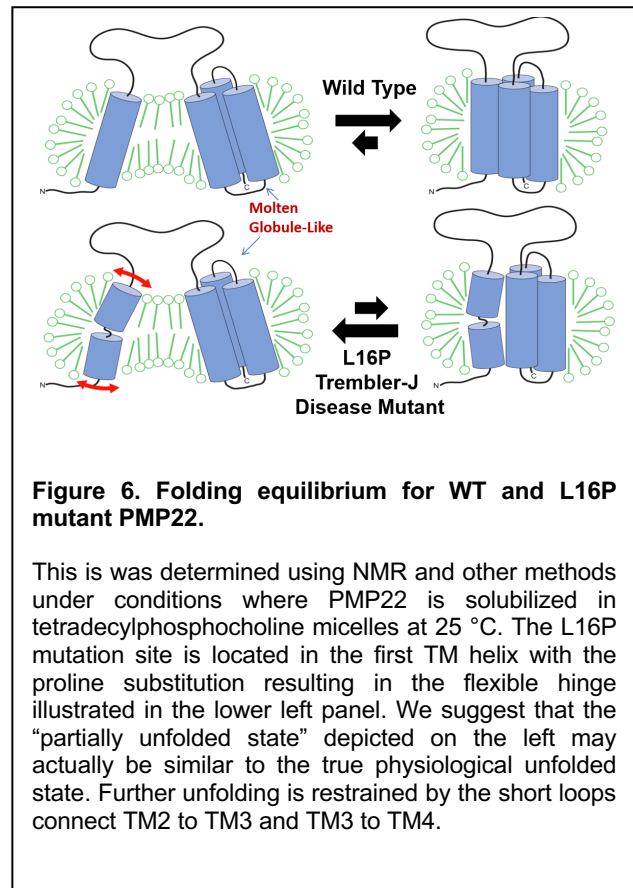 Wild Type
N
C
Molten
Globule-Like
N
C
L16P
Trembler-J
Disease Mutant
N
C
N
C
Figure 6. Folding equilibrium for WT and L16P
mutant PMP22.
This is was determined using NMR and other methods
under conditions where PMP22 is solubilized in
tetradecylphosphocholine micelles at 25 °C. The L16P
mutation site is located in the first TM helix with the
proline substitution resulting in the flexible hinge
illustrated in the lower left panel. We suggest that the
“partially unfolded state” depicted on the left may
actually be similar to the true physiological unfolded
state. Further unfolding is restrained by the short loops
connect TM2 to TM3 and TM3 to TM4.